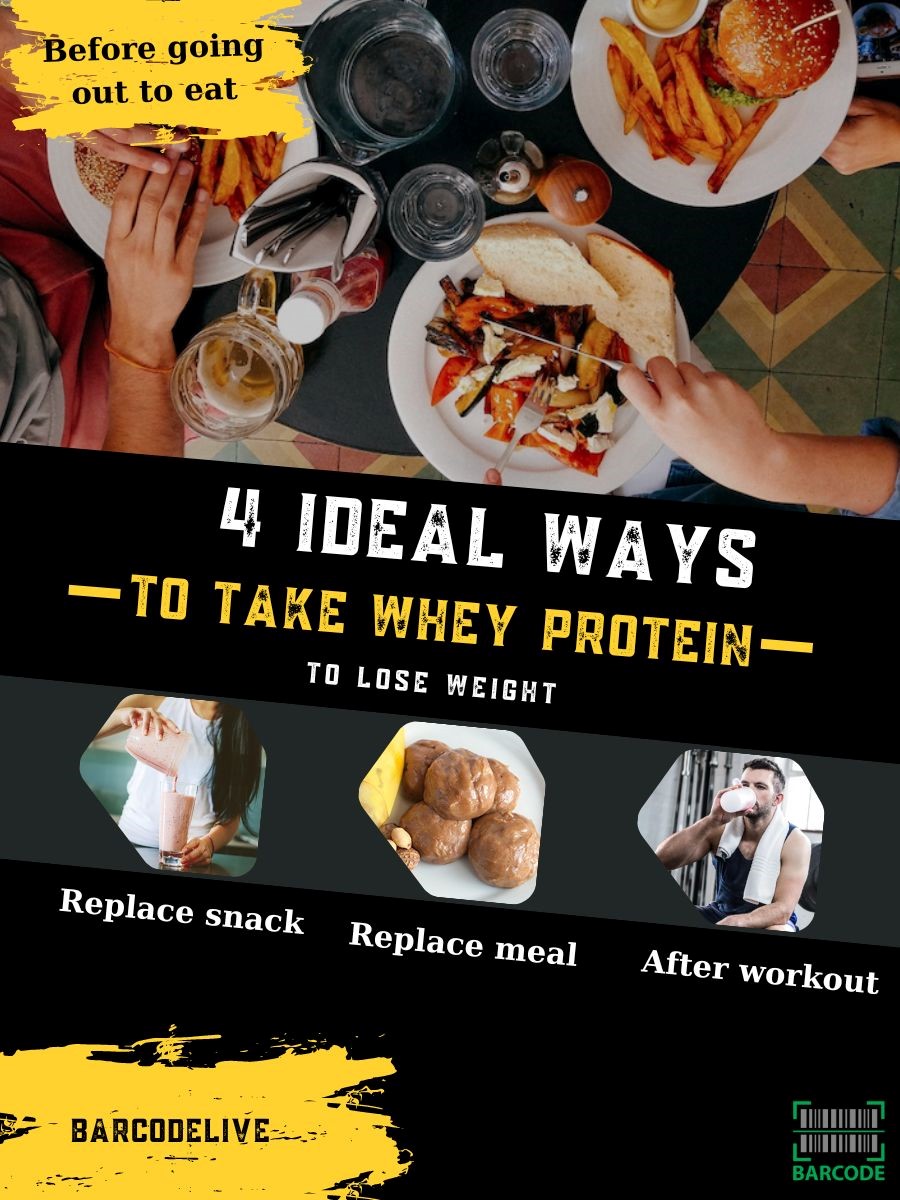 Before going
out to eat
4 IDEAL WAYS
TO TAKE WHEY PROTEIN
TO LOSE WEIGHT
Replace snack
Replace meal
After workout
BARCODELIVE
BARCODE